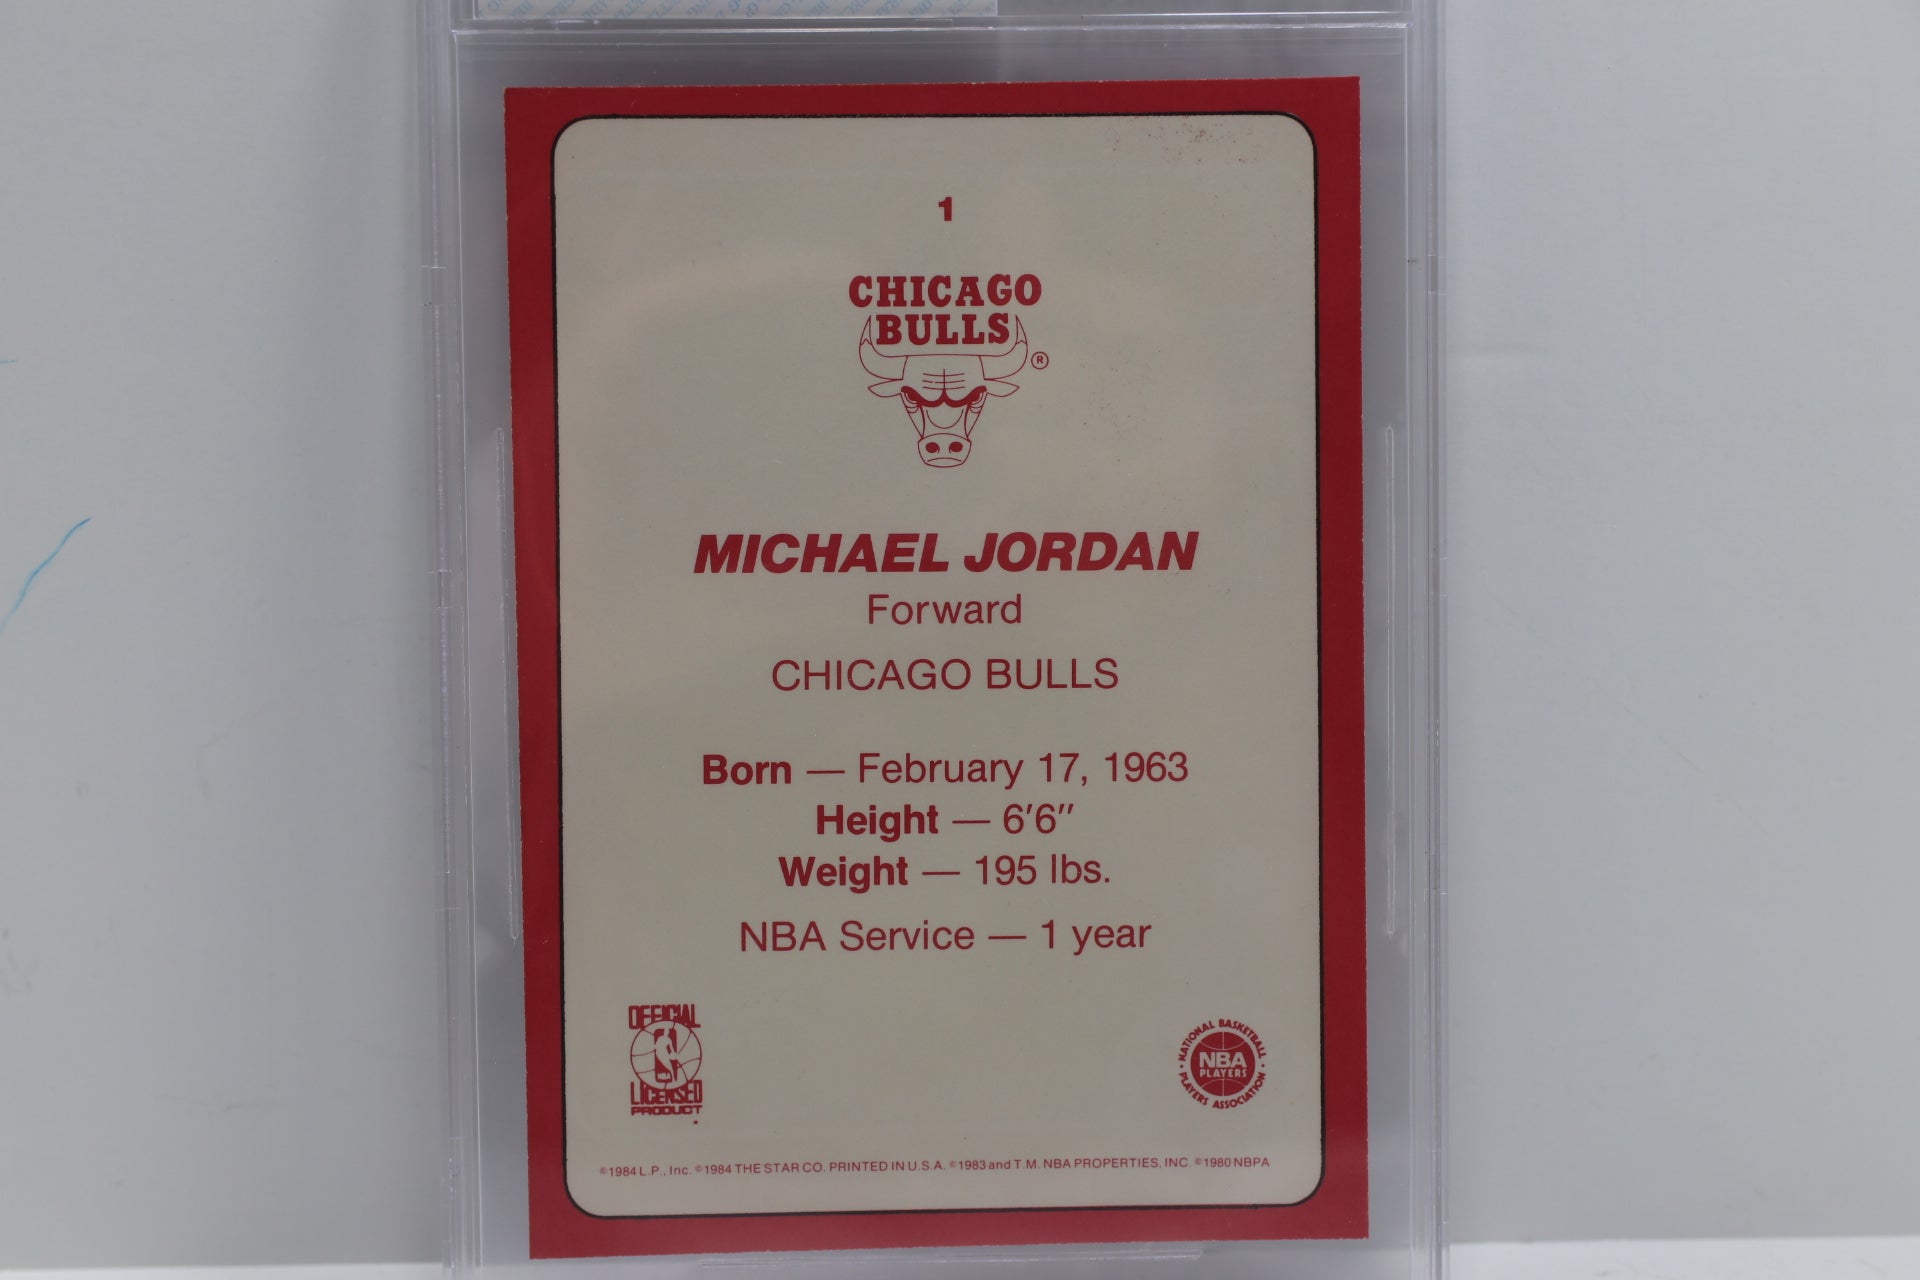 1
CHICAGO
BULLS
®
MICHAEL JORDAN
Forward
CHICAGO BULLS
Born — February 17, 1963
Height — 6'6"
Weight — 195 lbs.
NBA Service — 1 year
OFFICIAL
LICENSED
PRODUCT
NATIONAL BASKETBALL
NBA
PLAYERS
PLAYERS ASSOCIATION
©1984 L.P., Inc. ©1984 THE STAR CO. PRINTED IN U.S.A. ©1983 and T.M. NBA PROPERTIES, INC. ©1980 NBPA